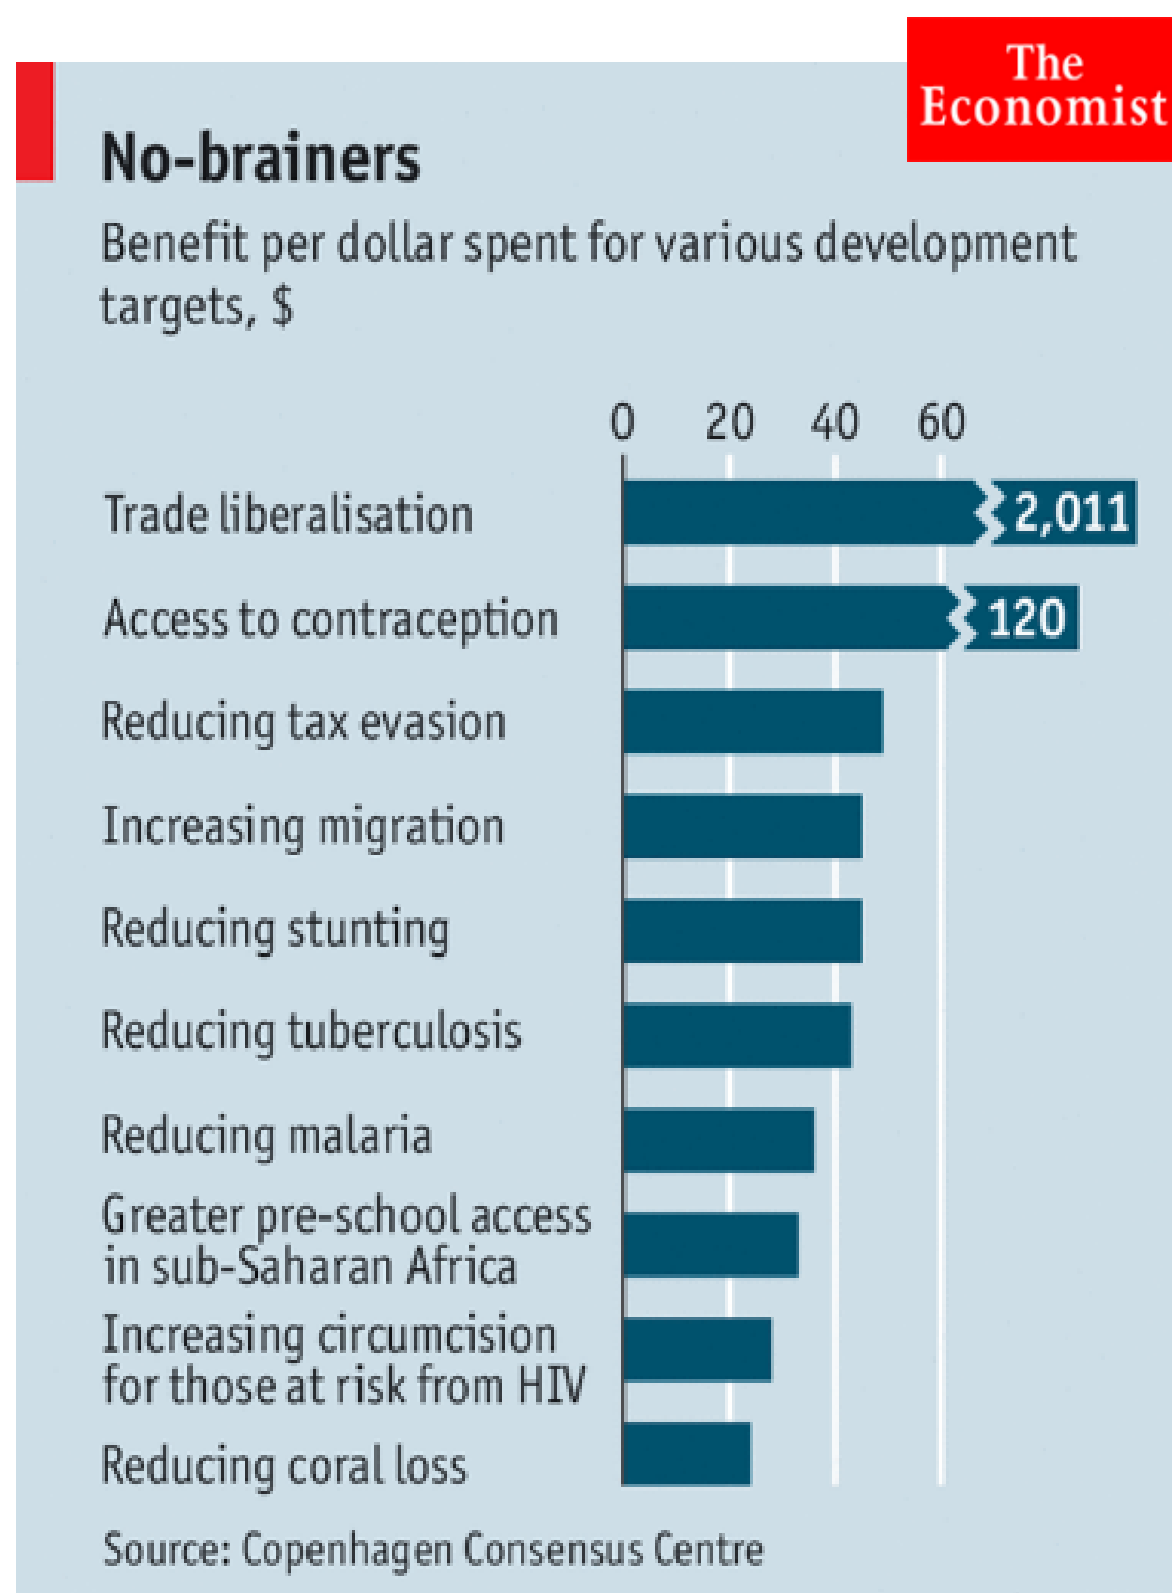 The
Economist
No-brainers
Benefit per dollar spent for various development
targets, $
0 20 40 60
Trade liberalisation 2,011
Access to contraception 120
Reducing tax evasion
Increasing migration
Reducing stunting
Reducing tuberculosis
Reducing malaria
Greater pre-school access
in sub-Saharan Africa
Increasing circumcision
for those at risk from HIV
Reducing coral loss
Source: Copenhagen Consensus Centre